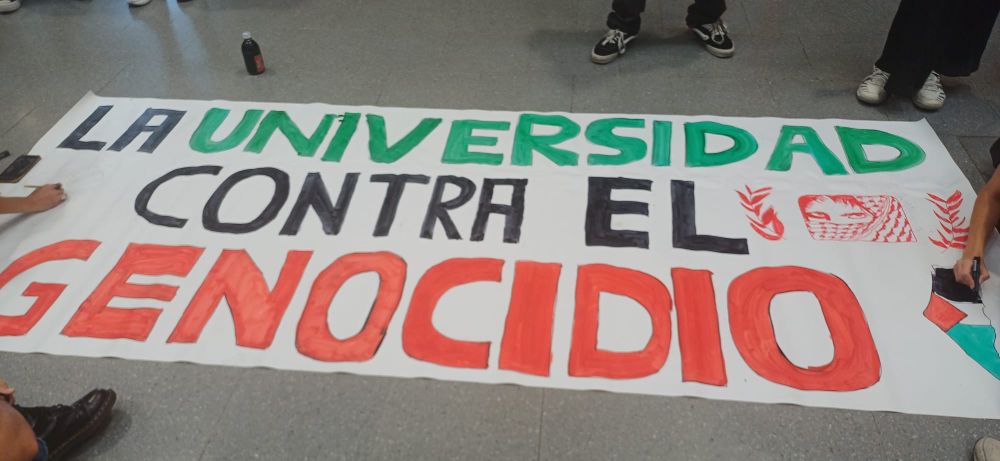 LA UNIVERSIDAD
CONTRA EL
GENOCIDIO